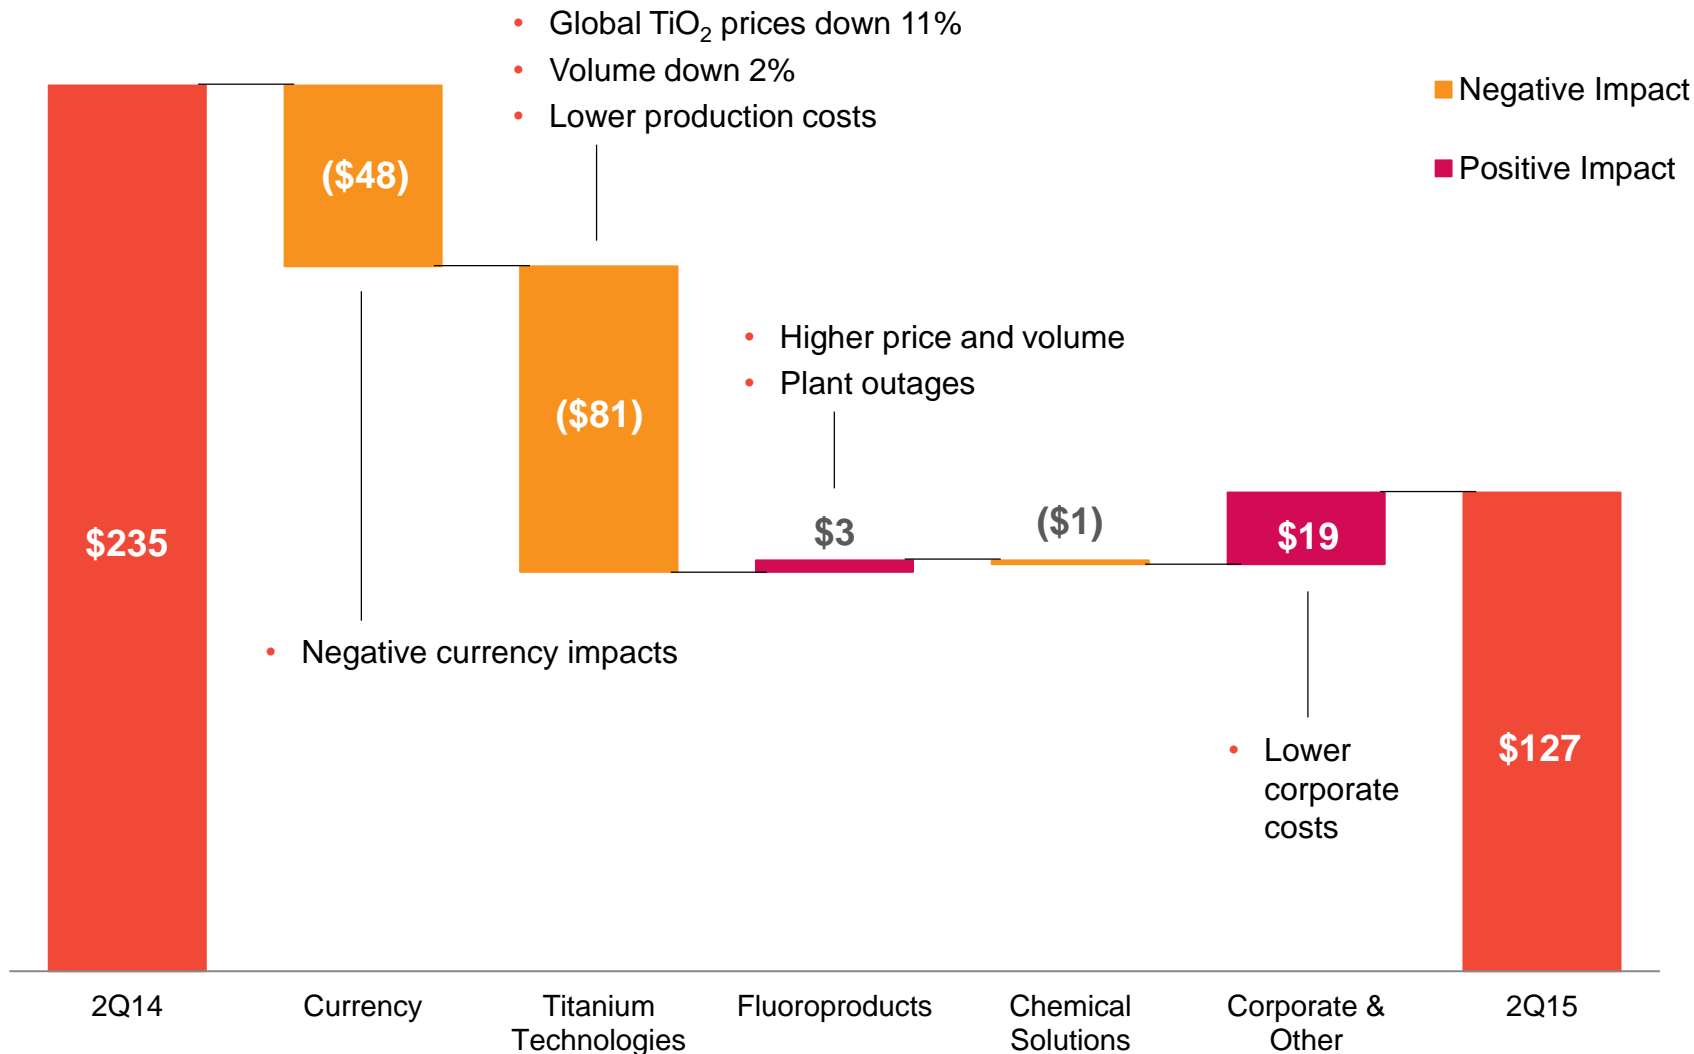 • Global TiO₂ prices down 11%
• Volume down 2%
• Lower production costs
Negative Impact
Positive Impact
($48)
($81)
• Higher price and volume
• Plant outages
$235
$3
($1)
$19
• Negative currency impacts
• Lower
corporate
costs
$127
2Q14
Currency
Titanium
Technologies
Fluoroproducts
Chemical
Solutions
Corporate &
Other
2Q15